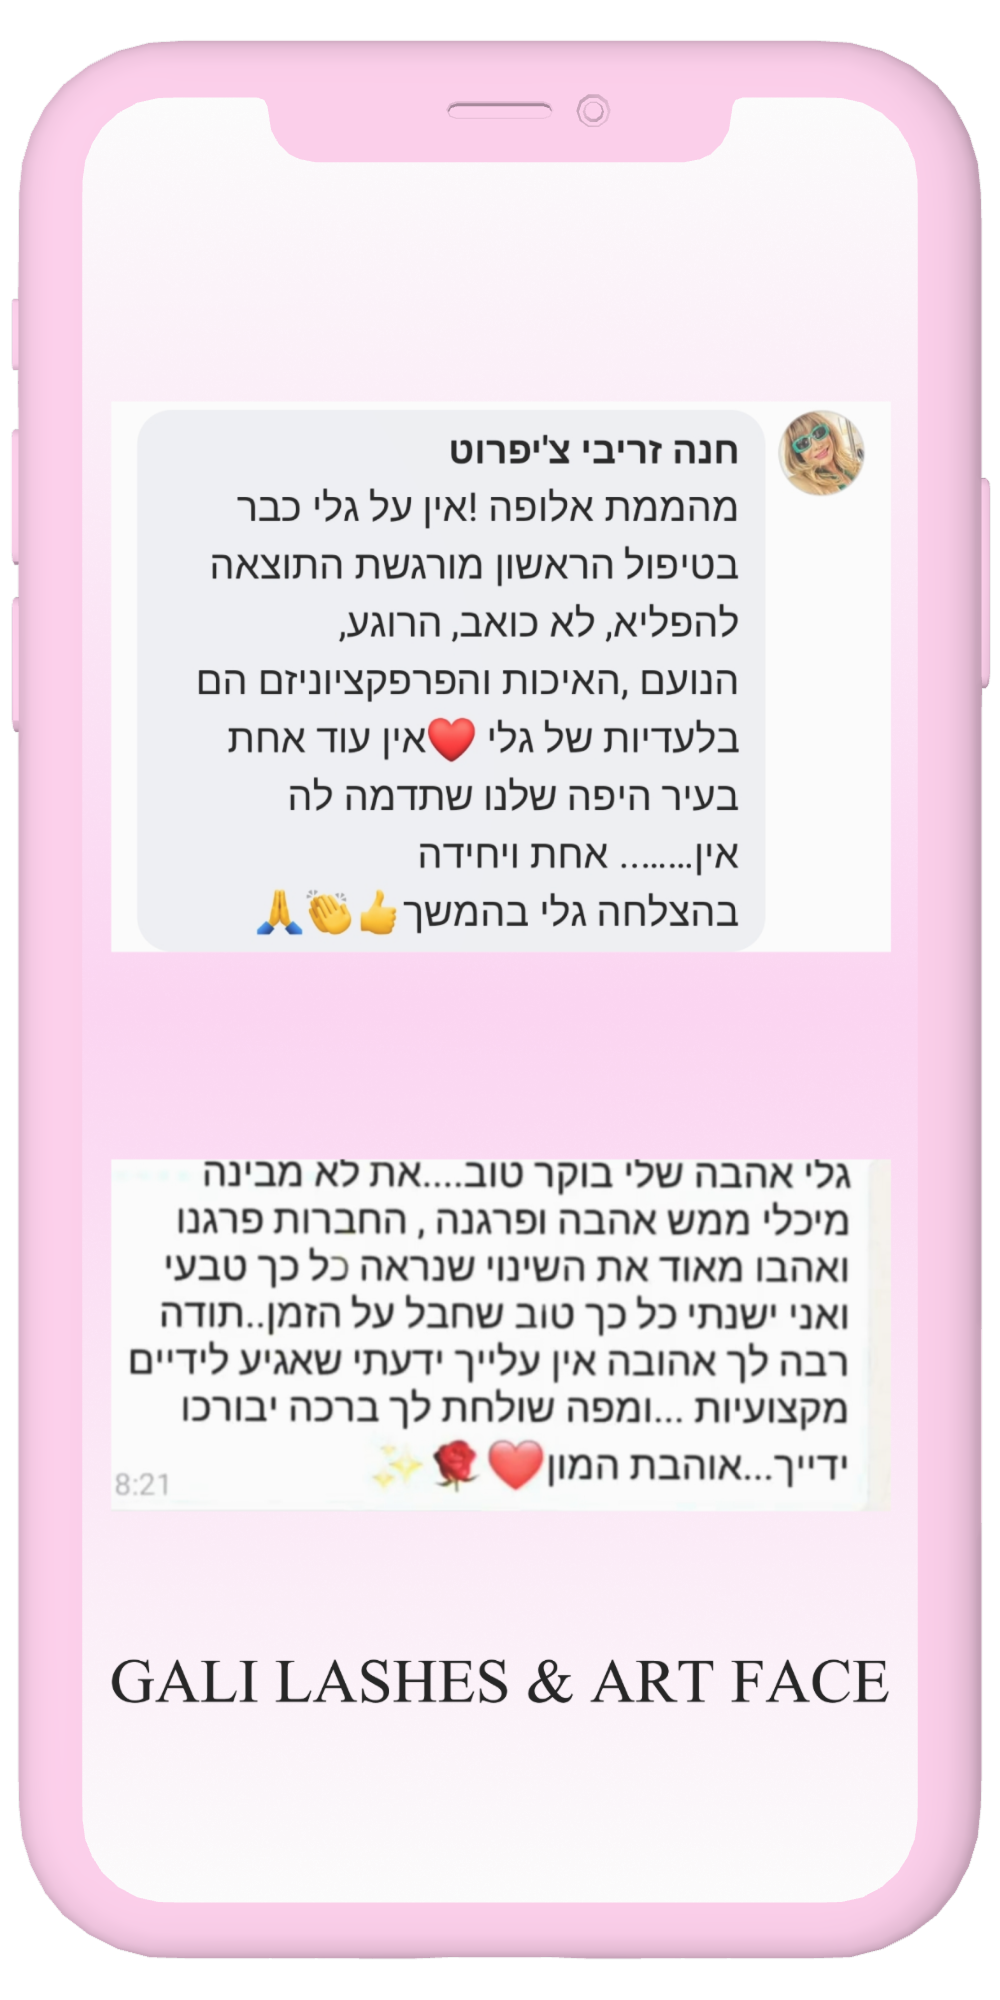 חנה זריבי צ'יפרוט
מהממת אלופה !אין על גלי כבר
בטיפול הראשון מורגשת התוצאה
להפליא, לא כואב, הרוגע,
הנועם ,האיכות והפרפקציוניזם הם
בלעדיות של גלי ❤️אין עוד אחת
בעיר היפה שלנו שתדמה לה
אין…….. אחת ויחידה
בהצלחה גלי בהמשך👍👏🙏
גלי אהבה שלי בוקר טוב....את לא מבינה
מיכלי ממש אהבה ופרגנה , החברות פרגנו
ואהבו מאוד את השינוי שנראה כל כך טבעי
ואני ישנתי כל כך טוב שחבל על הזמן..תודה
רבה לך אהובה אין עלייך ידעתי שאגיע לידיים
מקצועיות ...ומפה שולחת לך ברכה יבורכו
ידייך...אוהבת המון❤️🌹✨
8:21
GALI LASHES & ART FACE